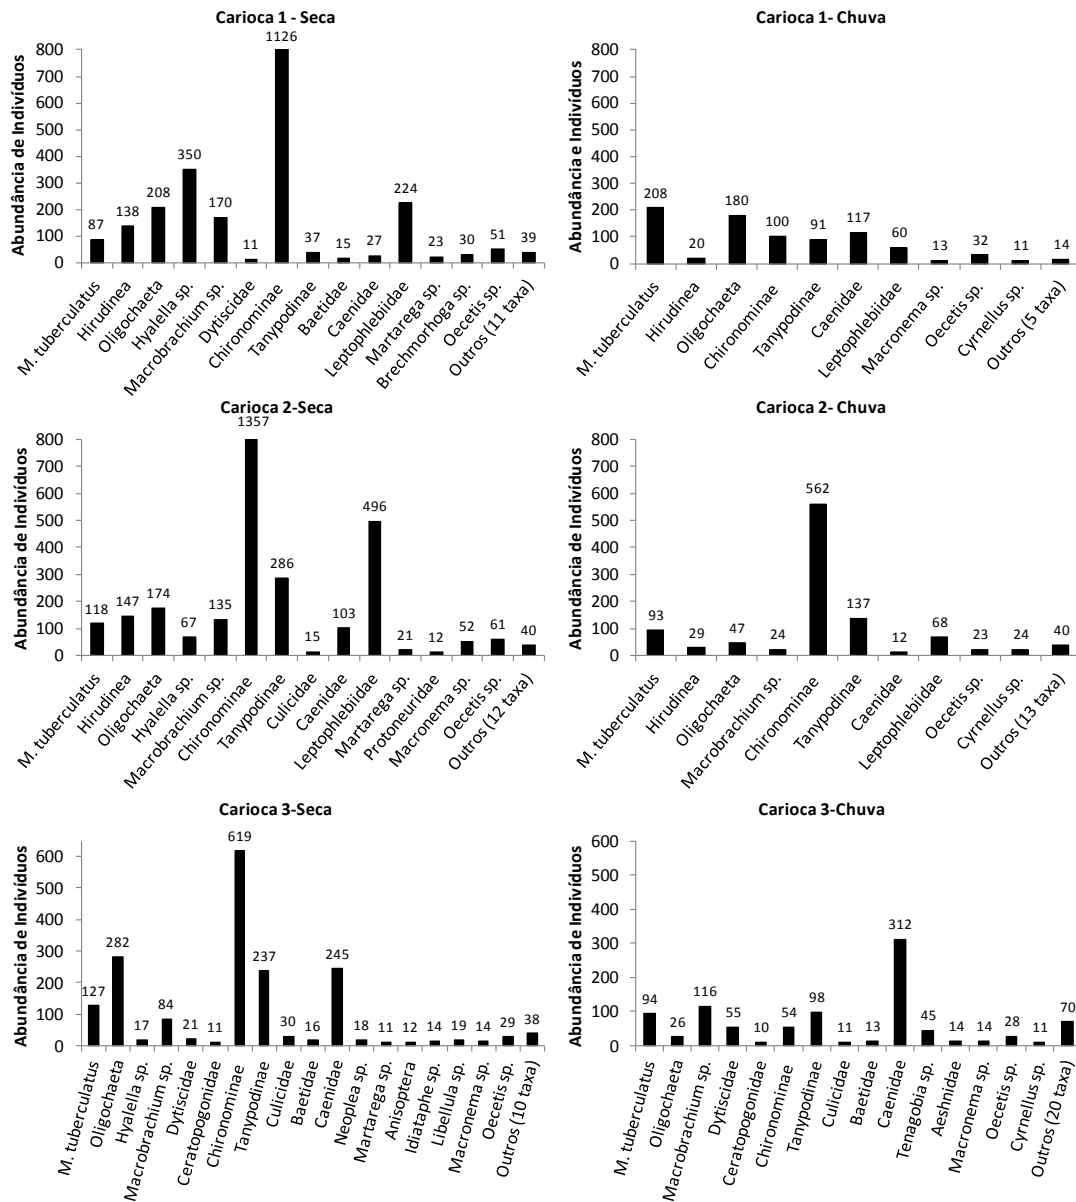 Carioca 1 - Seca
Abundância de Indivíduos
800
700
600
500
400
300
200
100
0
87
138
208
350
170
11
1126
37
15
27
224
23
30
51
39
M. tuberculatus
Hirudinea
Oligochaeta
Hyalella sp.
Macrobrachium sp.
Dytiscidae
Chironominae
Tanypodinae
Baetidae
Caenidae
Leptophlebiidae
Martarega sp.
Brechmorhoga sp.
Oecetis sp.
Outros (11 taxa)
Carioca 1- Chuva
Abundância e Indivíduos
800
700
600
500
400
300
200
100
0
208
20
180
100
91
117
60
13
32
11
14
M. tuberculatus
Hirudinea
Oligochaeta
Chironominae
Tanypodinae
Caenidae
Leptophlebiidae
Macronema sp.
Oecetis sp.
Cyrnellus sp.
Outros (5 taxa)
Carioca 2-Seca
Abundância de Indivíduos
800
700
600
500
400
300
200
100
0
118
147
174
67
135
1357
286
15
103
496
21
12
52
61
40
M. tuberculatus
Hirudinea
Oligochaeta
Hyalella sp.
Macrobrachium sp.
Chironominae
Tanypodinae
Culicidae
Caenidae
Leptophlebiidae
Martarega sp.
Protoneuridae
Macronema sp.
Oecetis sp.
Outros (12 taxa)
Carioca 2- Chuva
Abundância de Indivíduos
800
700
600
500
400
300
200
100
0
93
29
47
24
562
137
12
68
23
24
40
M. tuberculatus
Hirudinea
Oligochaeta
Macrobrachium sp.
Chironominae
Tanypodinae
Caenidae
Leptophlebiidae
Oecetis sp.
Cyrnellus sp.
Outros (13 taxa)
Carioca 3-Seca
Abundância de Indivíduos
600
500
400
300
200
100
0
127
282
17
84
21
11
619
237
30
16
245
18
11
12
14
19
14
29
38
M. tuberculatus
Oligochaeta
Hyalella sp.
Macrobrachium sp.
Dytiscidae
Ceratopogonidae
Chironominae
Tanypodinae
Culicidae
Baetidae
Caenidae
Neoplea sp.
Martarega sp.
Anisoptera
Idiataphe sp.
Libellula sp.
Macronema sp.
Oecetis sp.
Outros (10 taxa)
Carioca 3-Chuva
Abundância de Indivíduos
600
500
400
300
200
100
0
94
26
116
55
10
54
98
11
13
312
45
14
14
28
11
70
M. tuberculatus
Oligochaeta
Macrobrachium sp.
Dytiscidae
Ceratopogonidae
Chironominae
Tanypodinae
Culicidae
Baetidae
Caenidae
Tenagobia sp.
Aeshnidae
Macronema sp.
Oecetis sp.
Cyrnellus sp.
Outros (20 taxa)